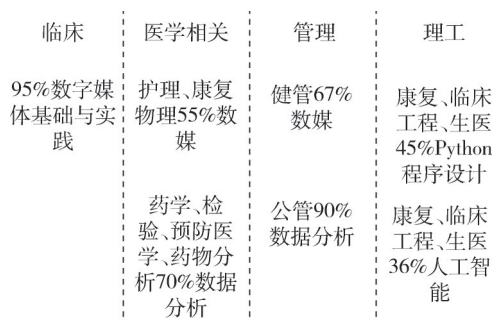 临床
医学相关
管理
理工
95%数字媒
体基础与实
践
护理、康复
物理55%数
媒
健管67%
数媒
康复、临床
工程、生医
45%Python
程序设计
药学、检
验、预防医
学、药物分
析70%数据
分析
公管90%
数据分析
康复、临床
工程、生医
36%人工智
能